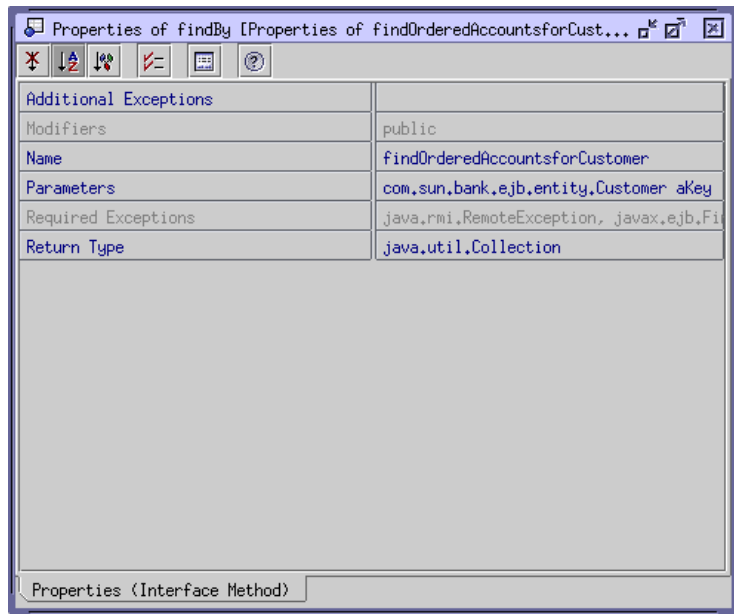 Properties of findBy [Properties of findOrderedAccountsforCust...
Additional Exceptions
Modifiers public
Name findOrderedAccountsforCustomer
Parameters com.sun.bank.ejb.entity.Customer aKey
Required Exceptions java.rmi.RemoteException, javax.ejb.Fi
Return Type java.util.Collection
Properties (Interface Method)